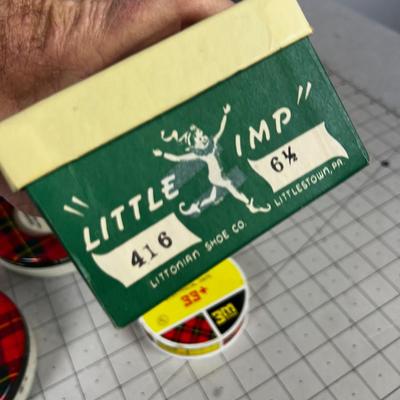 "LITTLE IMP"
416
6½
LITTONIAN SHOE CO. LITTLESTOWN, PA
33+
3M